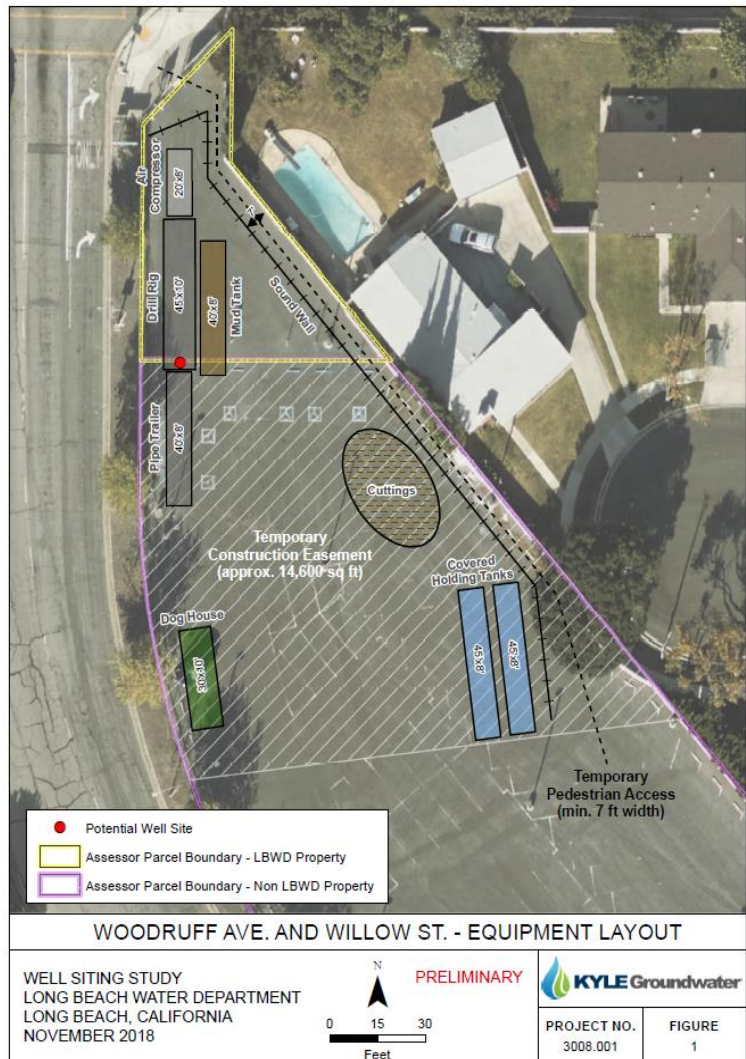 ONLY
Air
Compressor
20'x8'
Drill Rig
45'x10'
40'x8'
Mud Tank
7'
Sound Wall
Pipe Trailer
40'x8'
Cuttings
Temporary
Construction Easement
(approx. 14,600 sq ft)
Covered
Holding Tanks
45'x8'
45'x8'
Dog House
30'x10'
Temporary
Pedestrian Access
(min. 7 ft width)
Potential Well Site
Assessor Parcel Boundary - LBWD Property
Assessor Parcel Boundary - Non LBWD Property
WOODRUFF AVE. AND WILLOW ST. - EQUIPMENT LAYOUT
WELL SITING STUDY
LONG BEACH WATER DEPARTMENT
LONG BEACH, CALIFORNIA
NOVEMBER 2018
N
0 15 30
Feet
PRELIMINARY
KYLE Groundwater
PROJECT NO.
3008.001
FIGURE
1